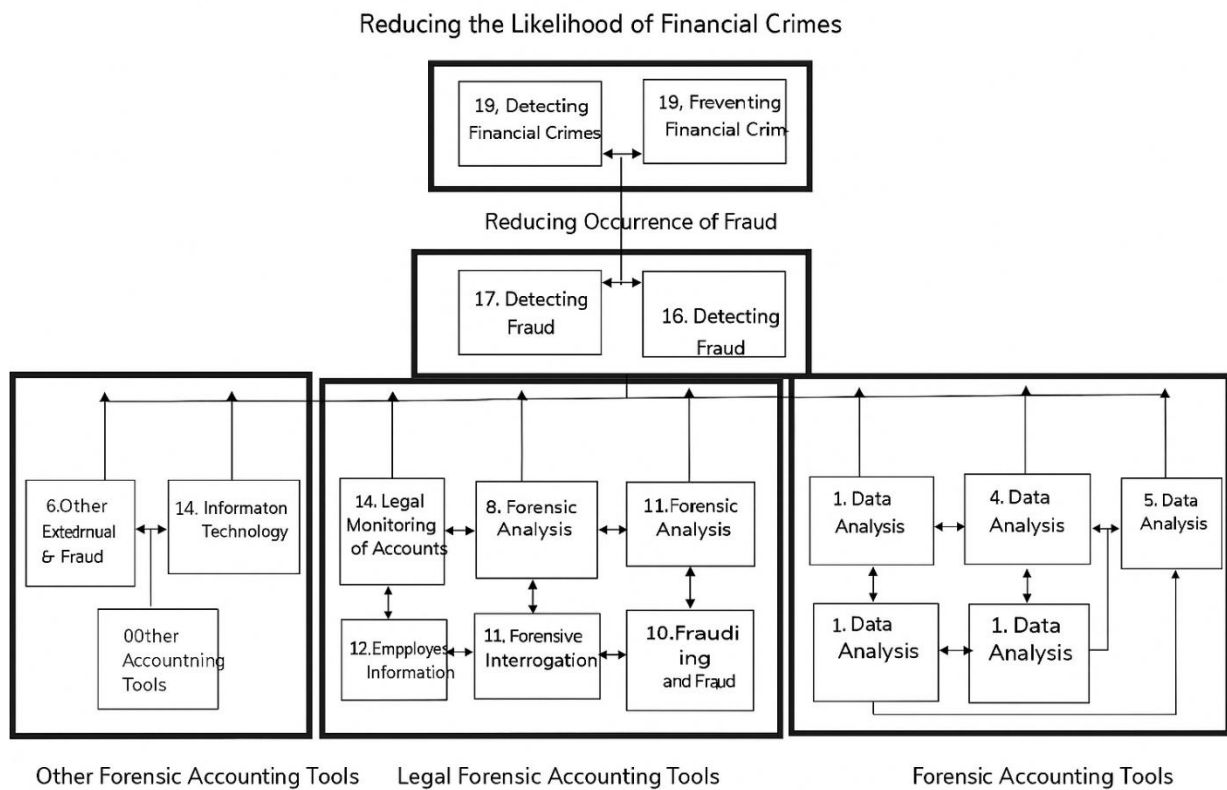 Reducing the Likelihood of Financial Crimes
19, Detecting
Financial Crimes
19, Freventing
Financial Crim
Reducing Occurrence of Fraud
17. Detecting
Fraud
16. Detecting
Fraud
6.Other
Extedrnual
& Fraud
14. Informaton
Technology
00ther
Accountning
Tools
14. Legal
Monitoring
of Accounts
8. Forensic
Analysis
11.Forensic
Analysis
12.Empployes
Information
11, Forensive
Interrogation
10.Fraudi
ing
and Fraud
1. Data
Analysis
4. Data
Analysis
5. Data
Analysis
1. Data
Analysis
1. Data
Analysis
Other Forensic Accounting Tools
Legal Forensic Accounting Tools
Forensic Accounting Tools